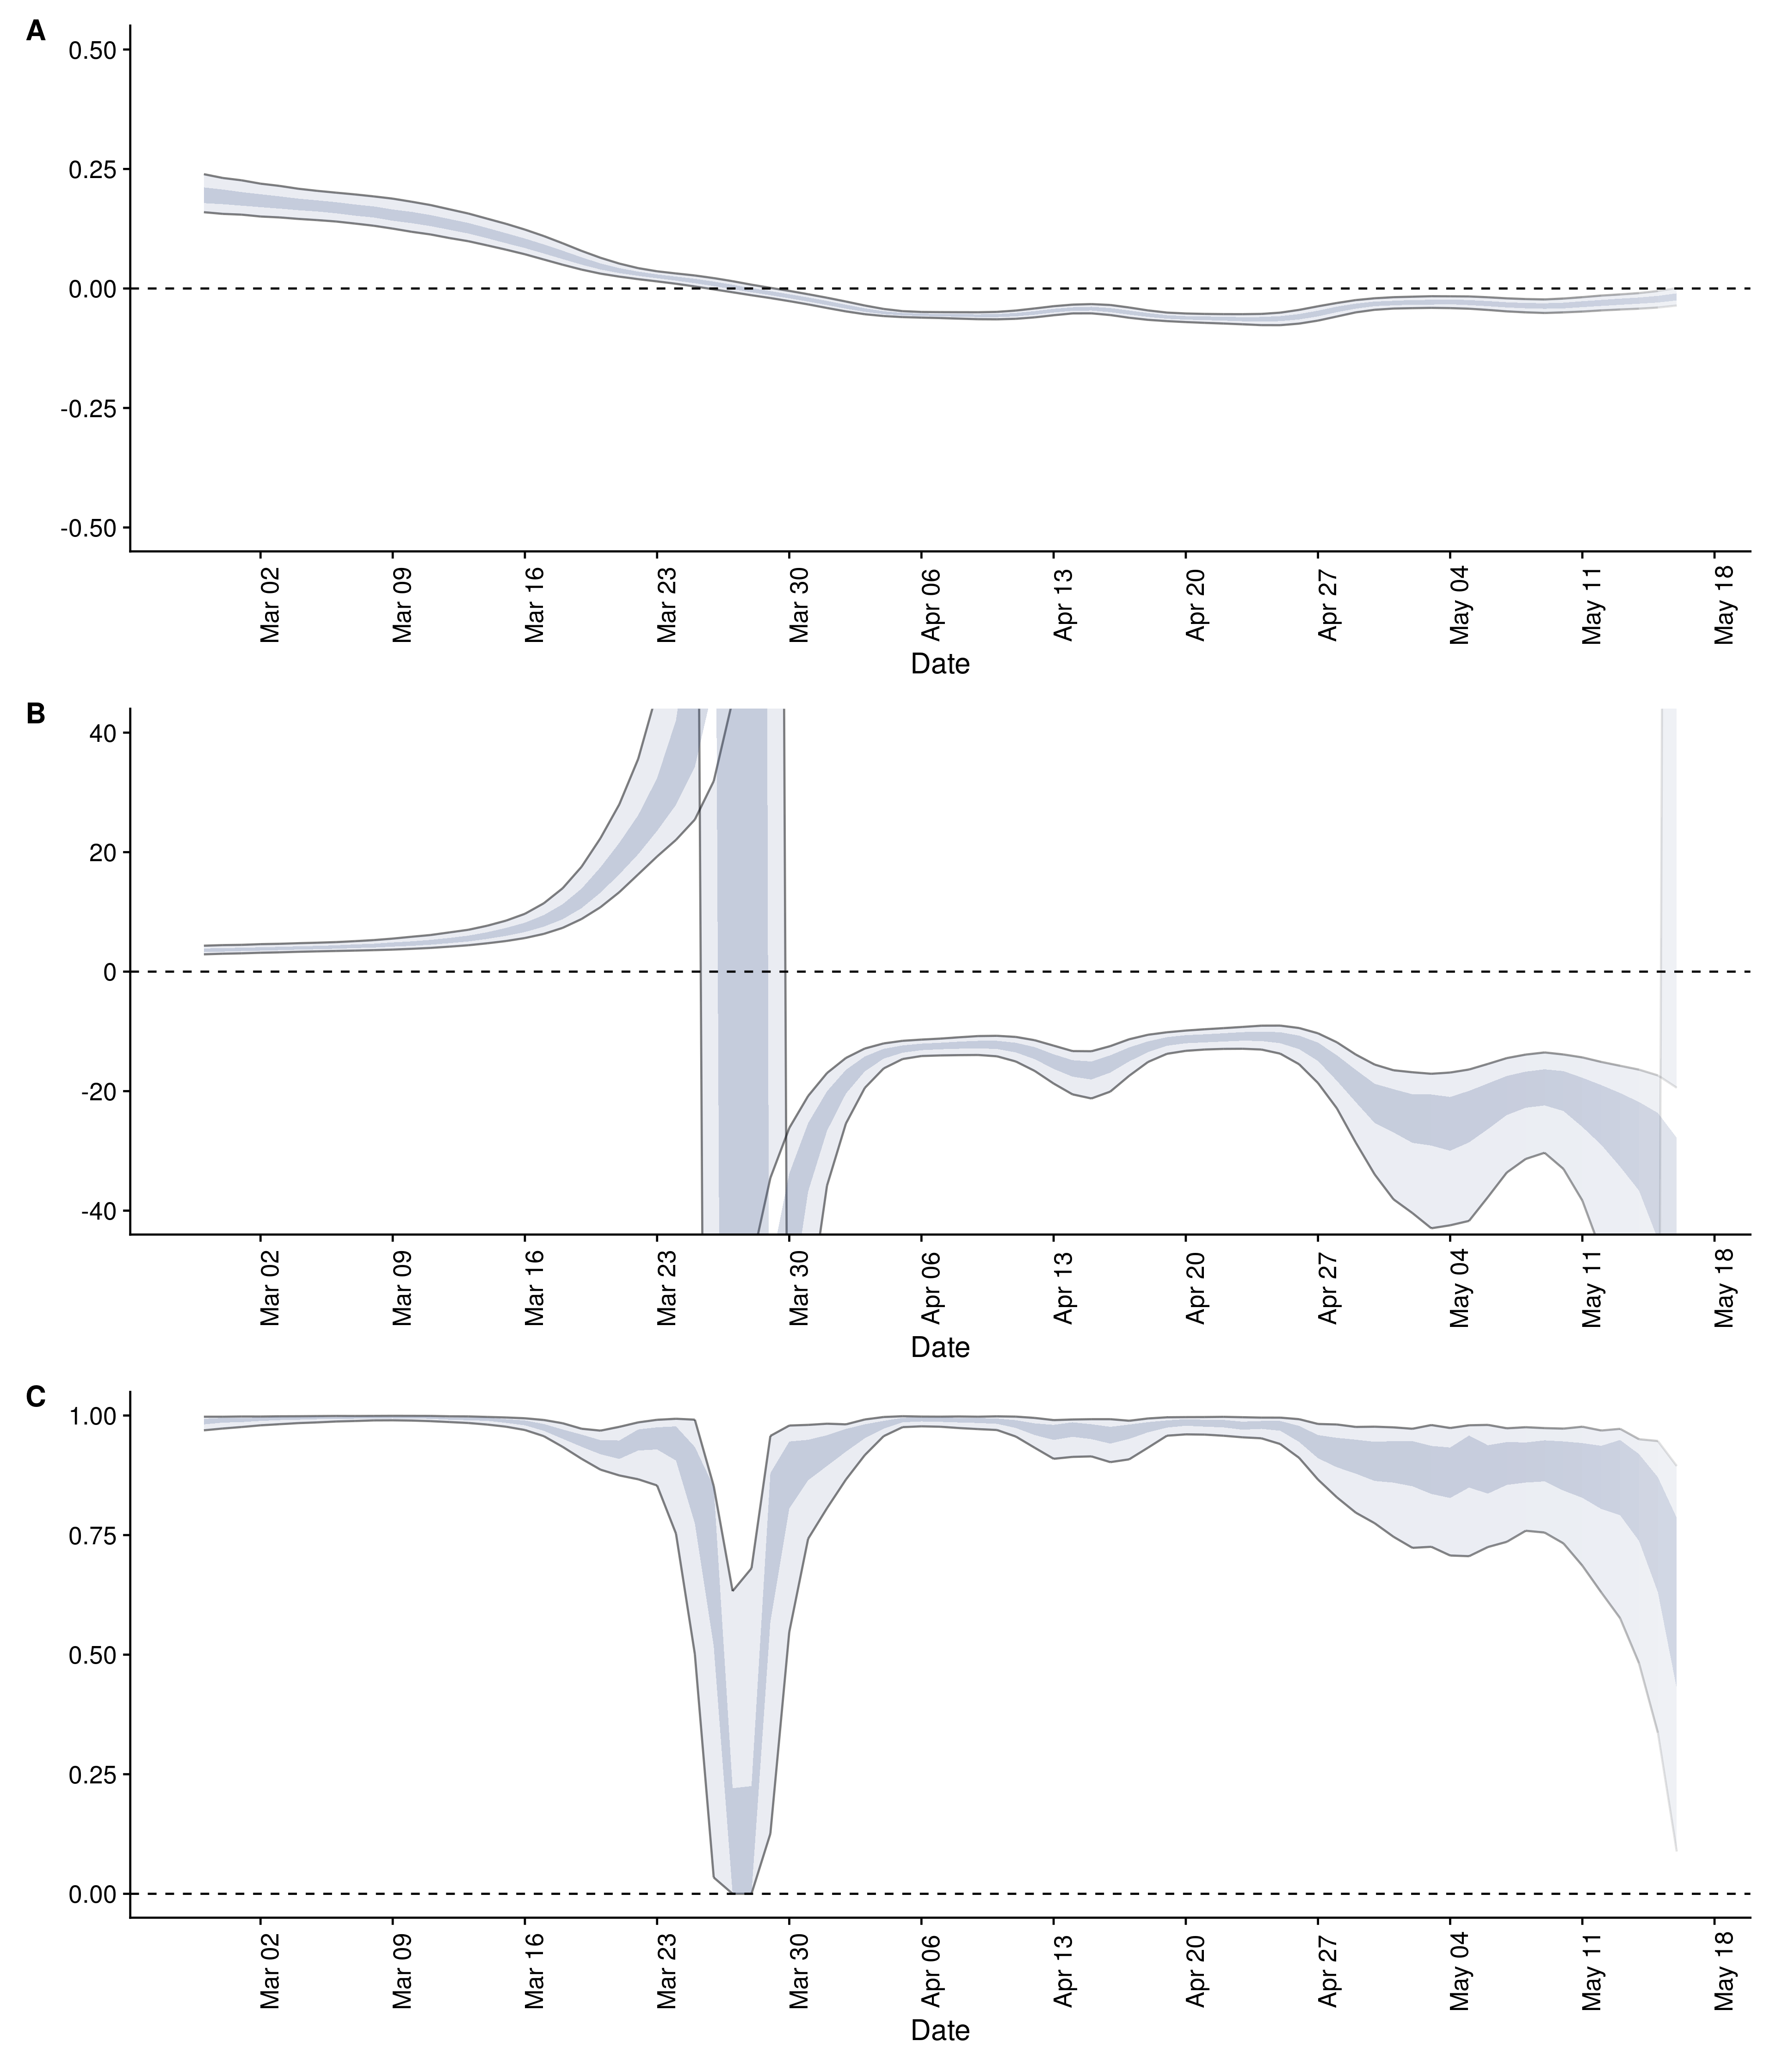 A
0.50
0.25
0.00
-0.25
-0.50
Mar 02
Mar 09
Mar 16
Mar 23
Mar 30
Apr 06
Apr 13
Apr 20
Apr 27
May 04
May 11
May 18
Date
B
40
20
0
-20
-40
Mar 02
Mar 09
Mar 16
Mar 23
Mar 30
Apr 06
Apr 13
Apr 20
Apr 27
May 04
May 11
May 18
Date
C
1.00
0.75
0.50
0.25
0.00
Mar 02
Mar 09
Mar 16
Mar 23
Mar 30
Apr 06
Apr 13
Apr 20
Apr 27
May 04
May 11
May 18
Date